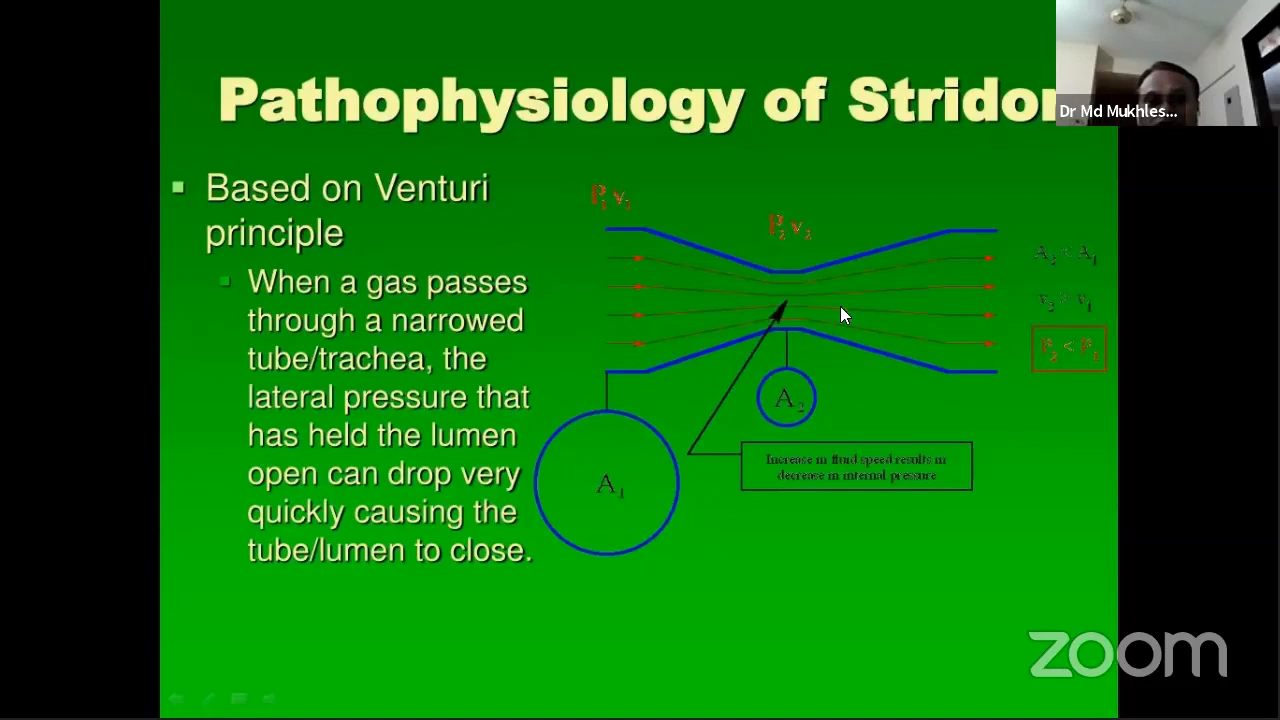 Pathophysiology of Stridor
Dr Md Mukhles...
▪ Based on Venturi
principle
▪ When a gas passes
through a narrowed
tube/trachea, the
lateral pressure that
has held the lumen
open can drop very
quickly causing the
tube/lumen to close.
P₁ v₁
P₂ v₂
A₂ < A₁
v₂ > v₁
P₂ < P₁
A₂
A₁
Increase in fluid speed results in
decrease in internal pressure
zoom